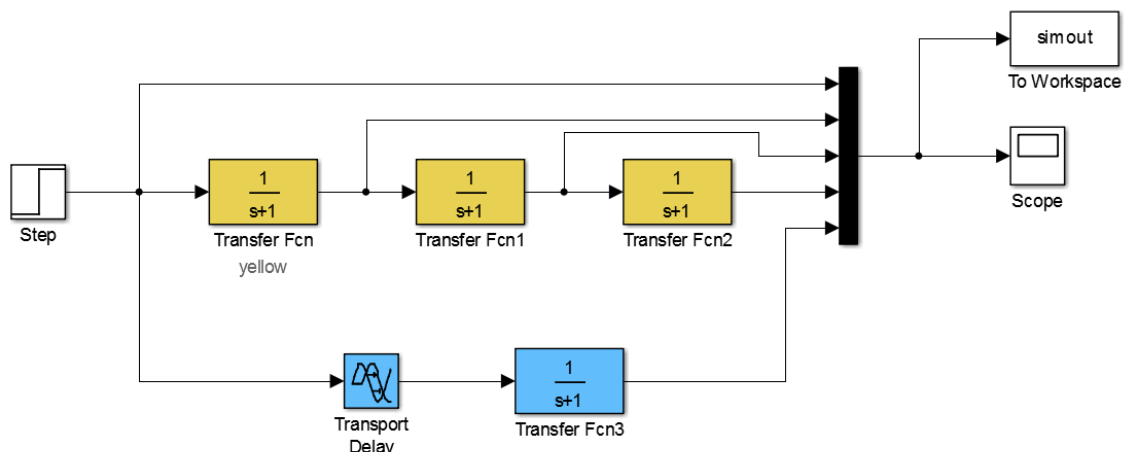 simout
To Workspace
Scope
Step
1
s+1
Transfer Fcn
yellow
1
s+1
Transfer Fcn1
1
s+1
Transfer Fcn2
Transport
Delay
1
s+1
Transfer Fcn3